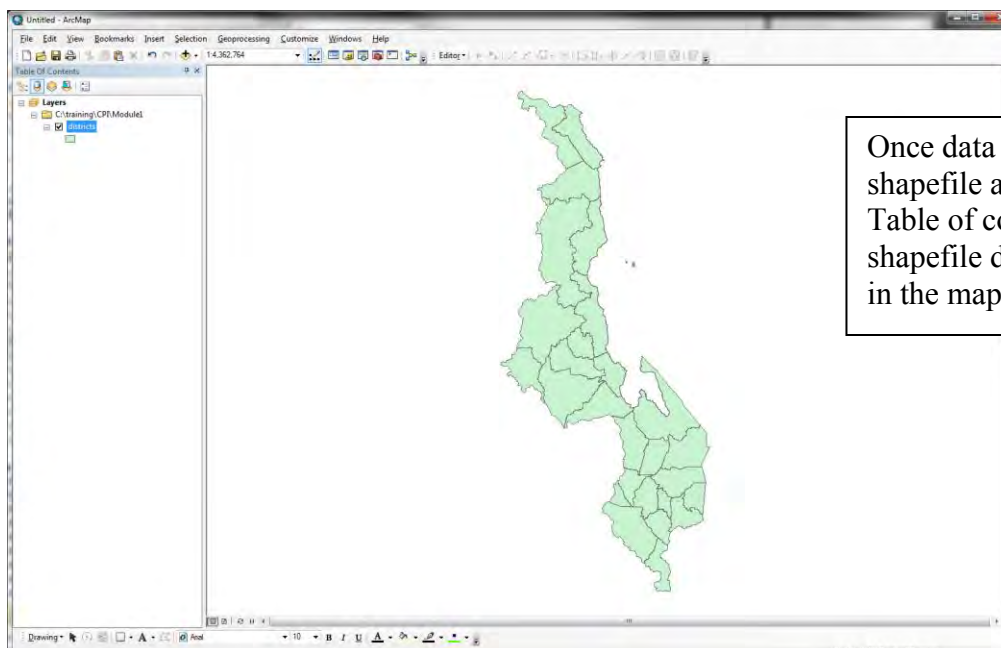 Untitled - ArcMap
File Edit View Bookmarks Insert Selection Geoprocessing Customize Windows Help
1:4,362,764
Editor
Table Of Contents
Layers
C:\training\CPI\Module1
districts
Once data
shapefile a
Table of co
shapefile d
in the map
Drawing
A
Arial
10
B I U A